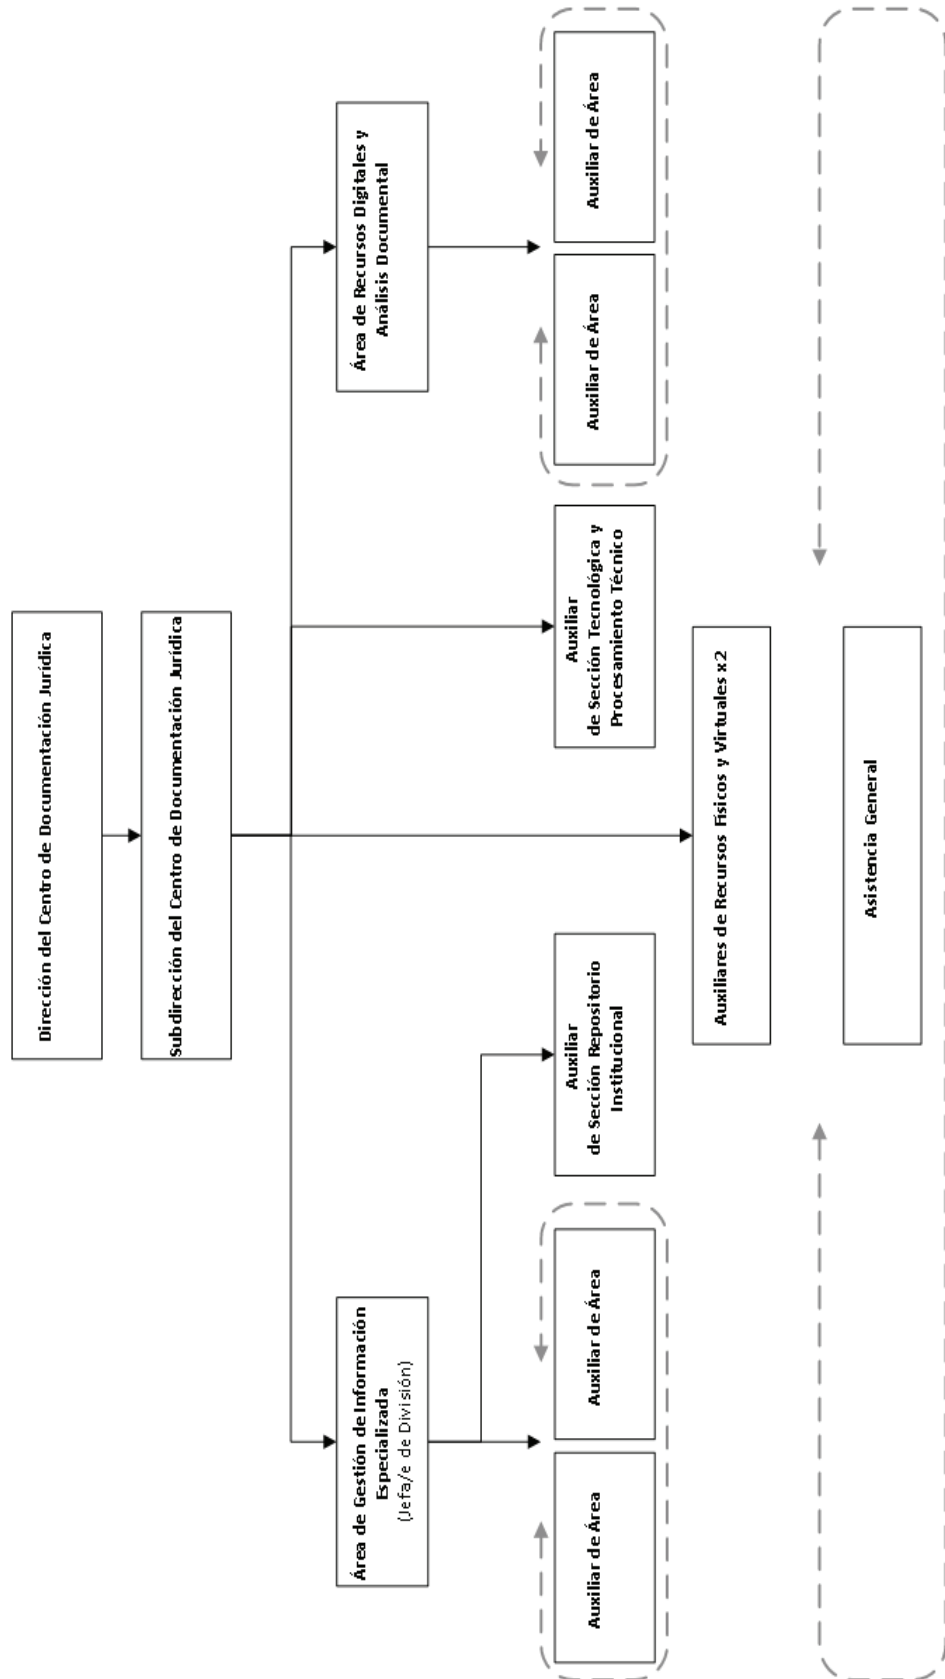 Dirección del Centro de Documentación Jurídica
Subdirección del Centro de Documentación Jurídica
Área de Gestión de Información
Especializada
(Jefa/e de División)
Área de Recursos Digitales y
Análisis Documental
Auxiliar de Área
Auxiliar de Área
Auxiliar
de Sección Repositorio
Institucional
Auxiliar
de Sección Tecnológica y
Procesamiento Técnico
Auxiliar de Área
Auxiliar de Área
Auxiliares de Recursos Físicos y Virtuales x2
Asistencia General